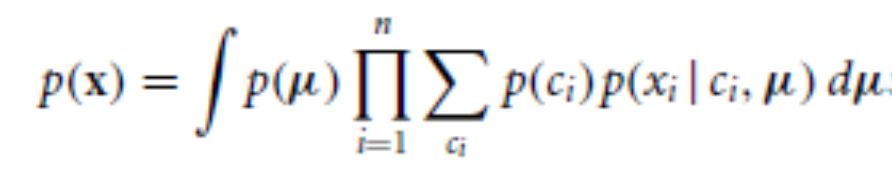 p(x) = ∫ p(μ) ∏_{i=1}^{n} ∑_{c_i} p(c_i) p(x_i | c_i, μ) dμ